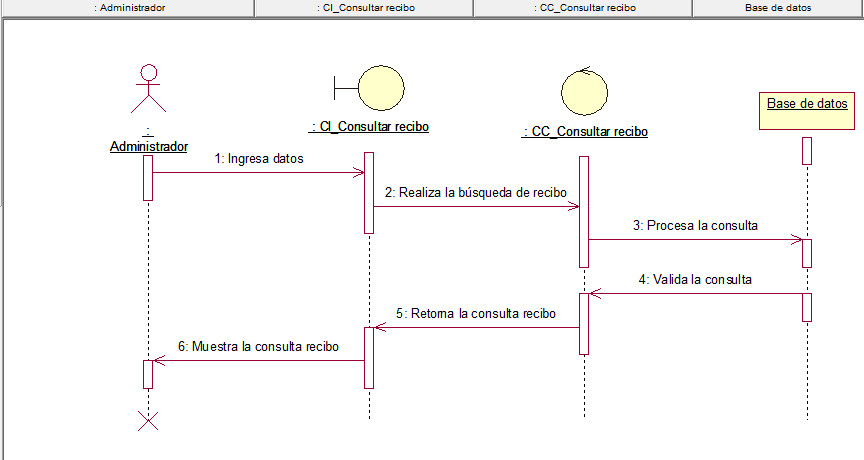 : Administrador
: CI_Consultar recibo
: CC_Consultar recibo
Base de datos
:
Administrador
: CI_Consultar recibo
: CC_Consultar recibo
Base de datos
1: Ingresa datos
2: Realiza la búsqueda de recibo
3: Procesa la consulta
4: Valida la consulta
5: Retorna la consulta recibo
6: Muestra la consulta recibo